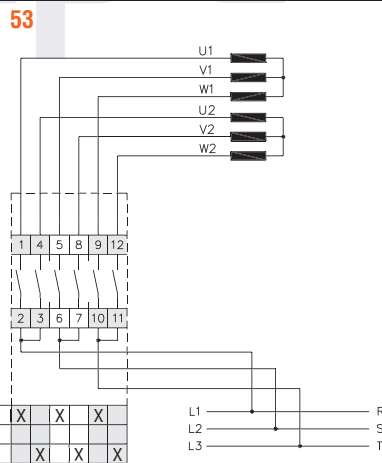 53
U1
V1
W1
U2
V2
W2
1 4 5 8 9 12
2 3 6 7 10 11
L1 R
L2 S
L3 T
X X X
X X X